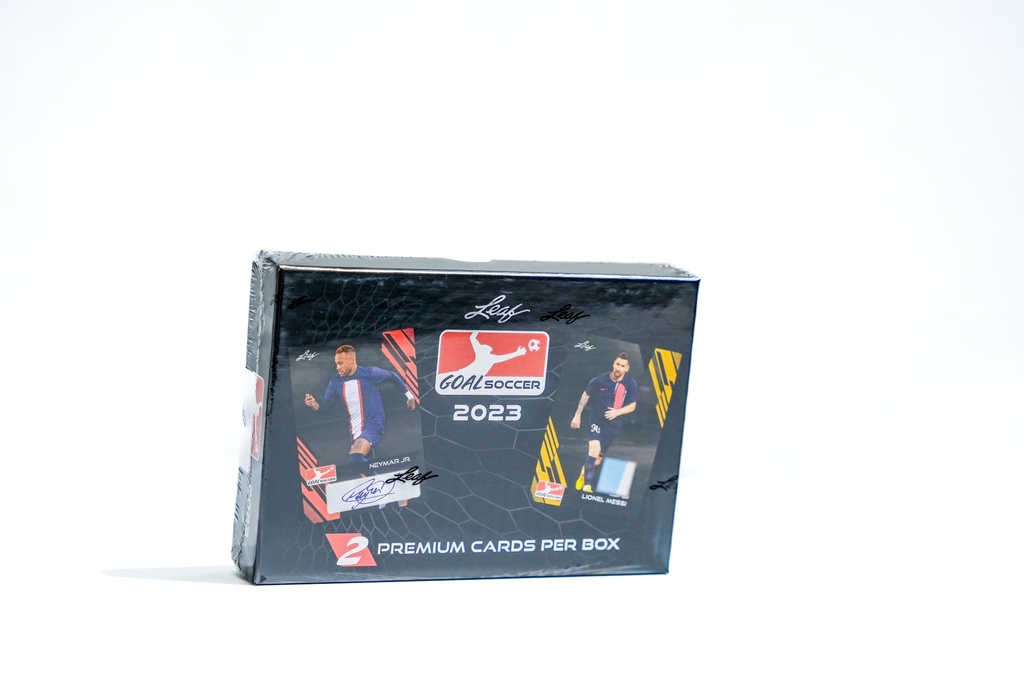 Leaf
Leaf
Leaf
Leaf
GOAL SOCCER
2023
NEYMAR JR.
Leaf
LIONEL MESSI
2 PREMIUM CARDS PER BOX